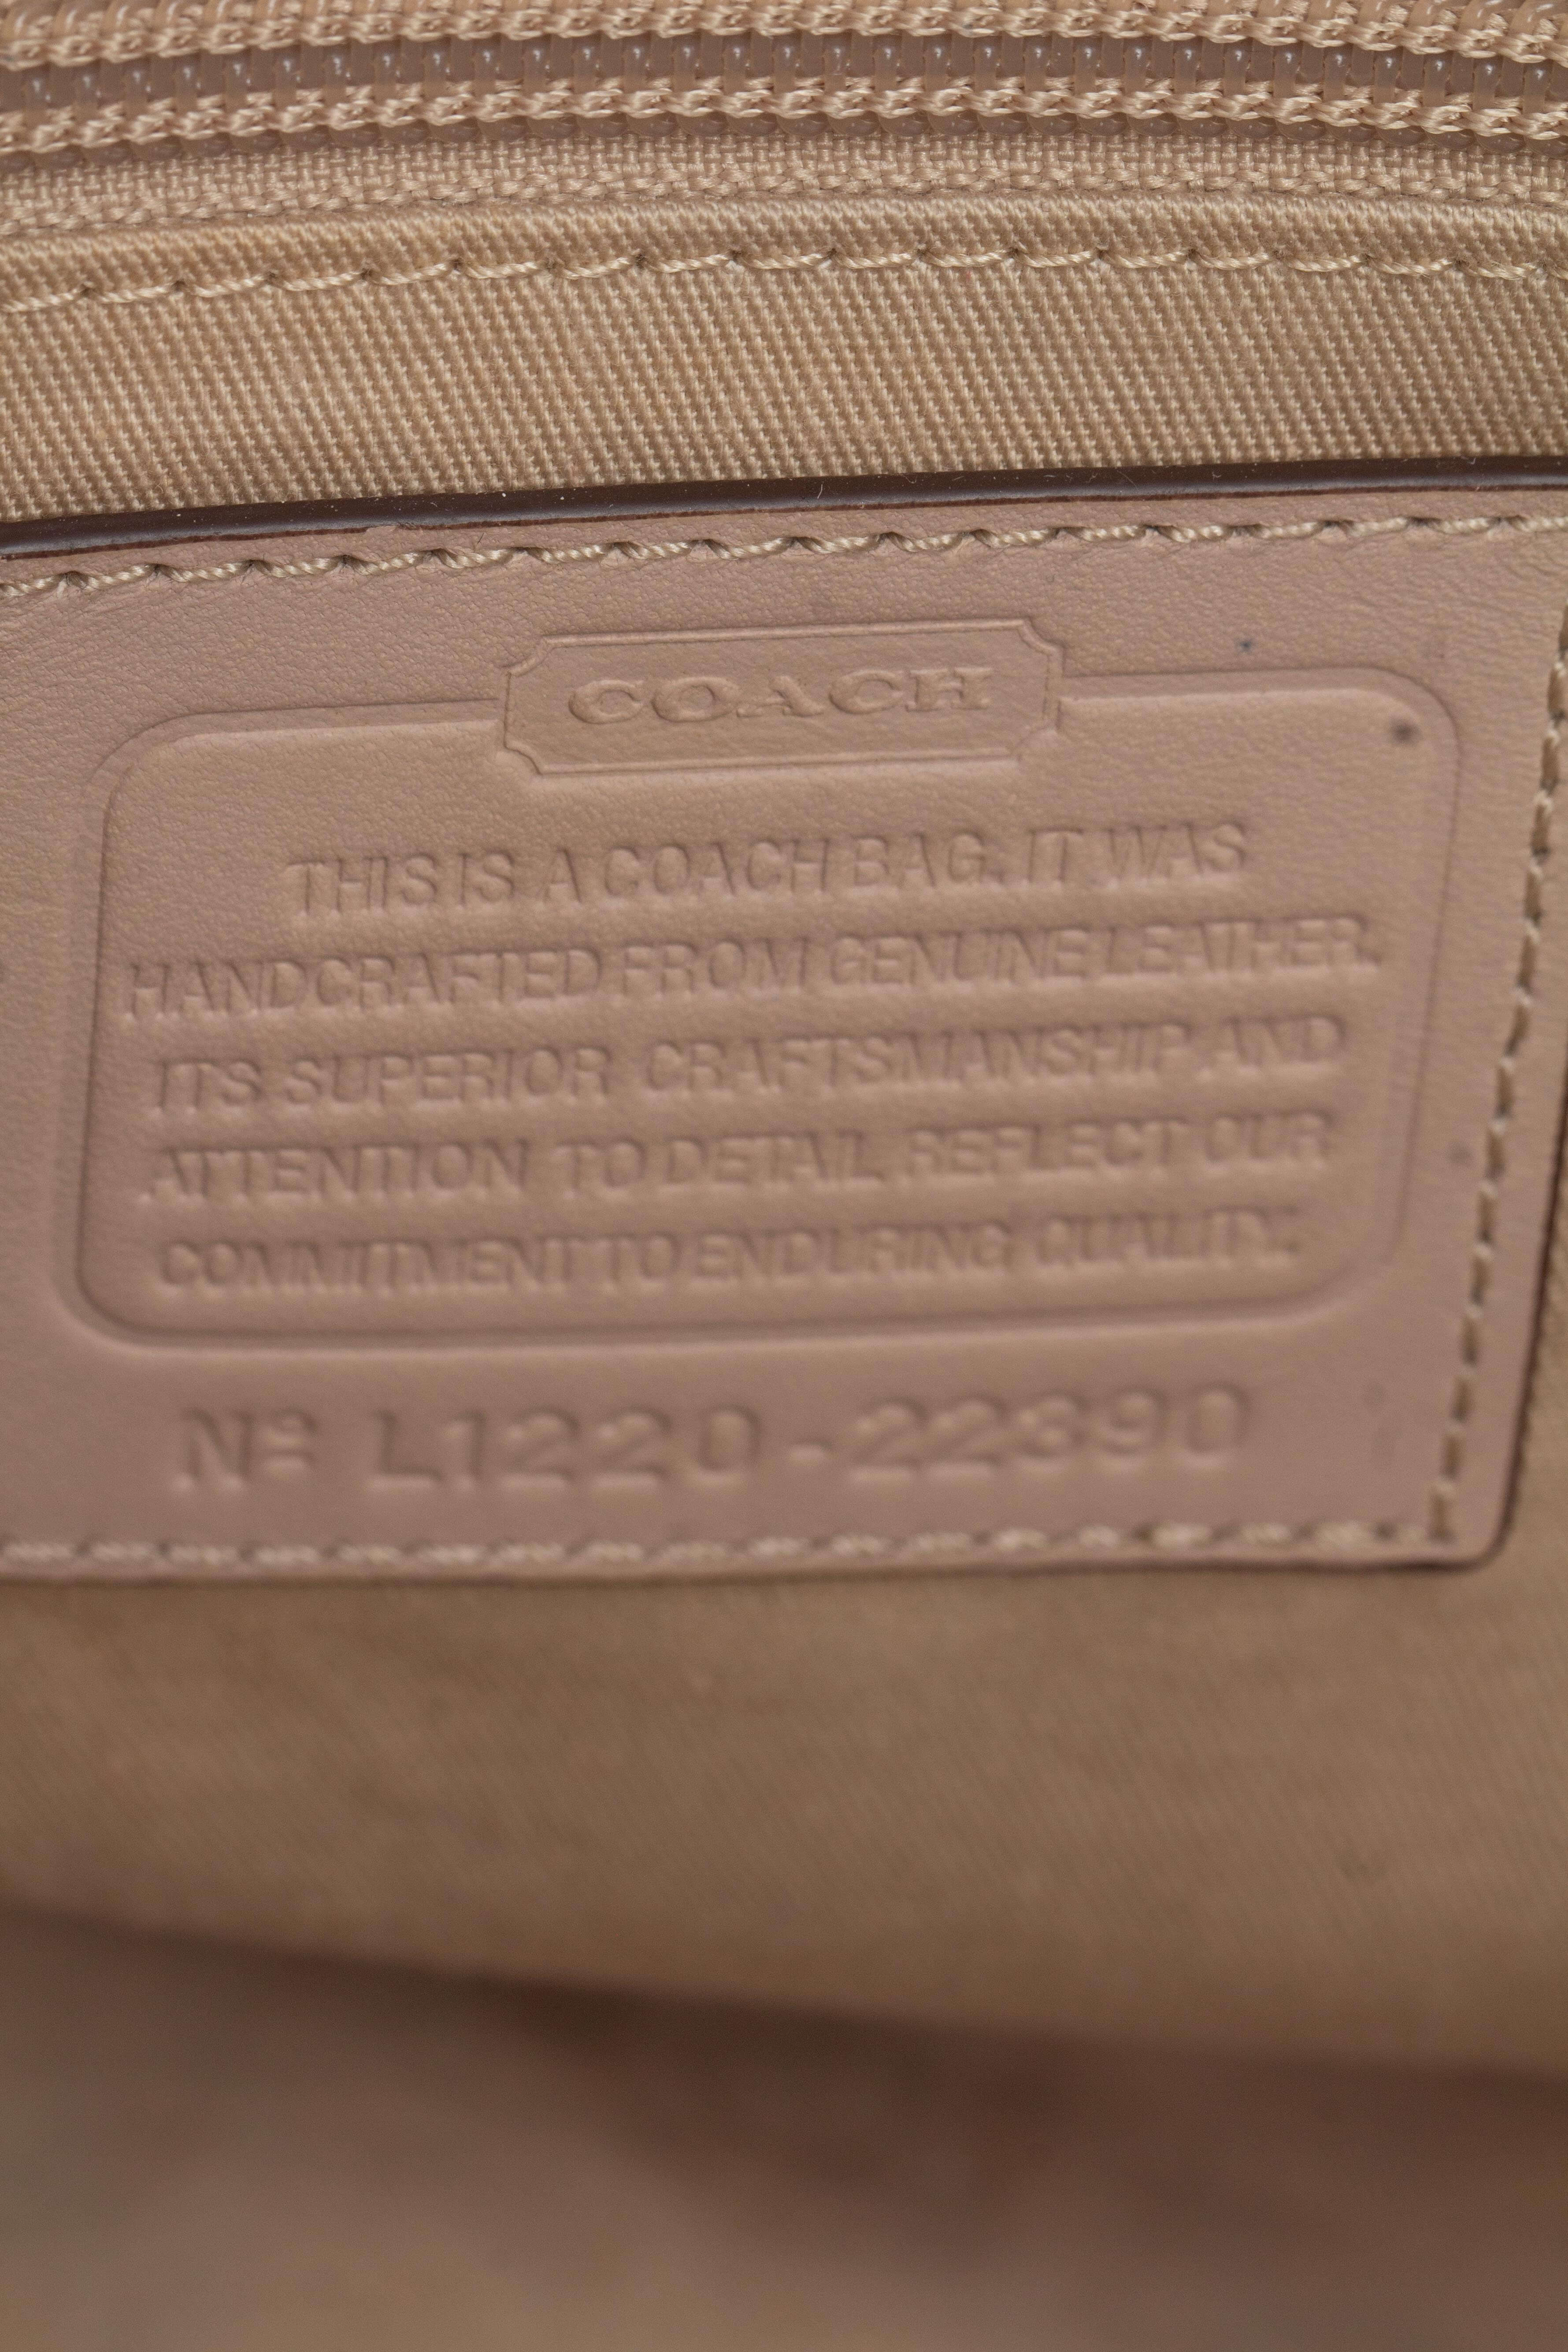 COACH
THIS IS A COACH BAG. IT WAS
HANDCRAFTED FROM GENUINE LEATHER.
ITS SUPERIOR CRAFTSMANSHIP AND
ATTENTION TO DETAIL REFLECT OUR
COMMITMENT TO ENDURING QUALITY.
Nº L1220-22390